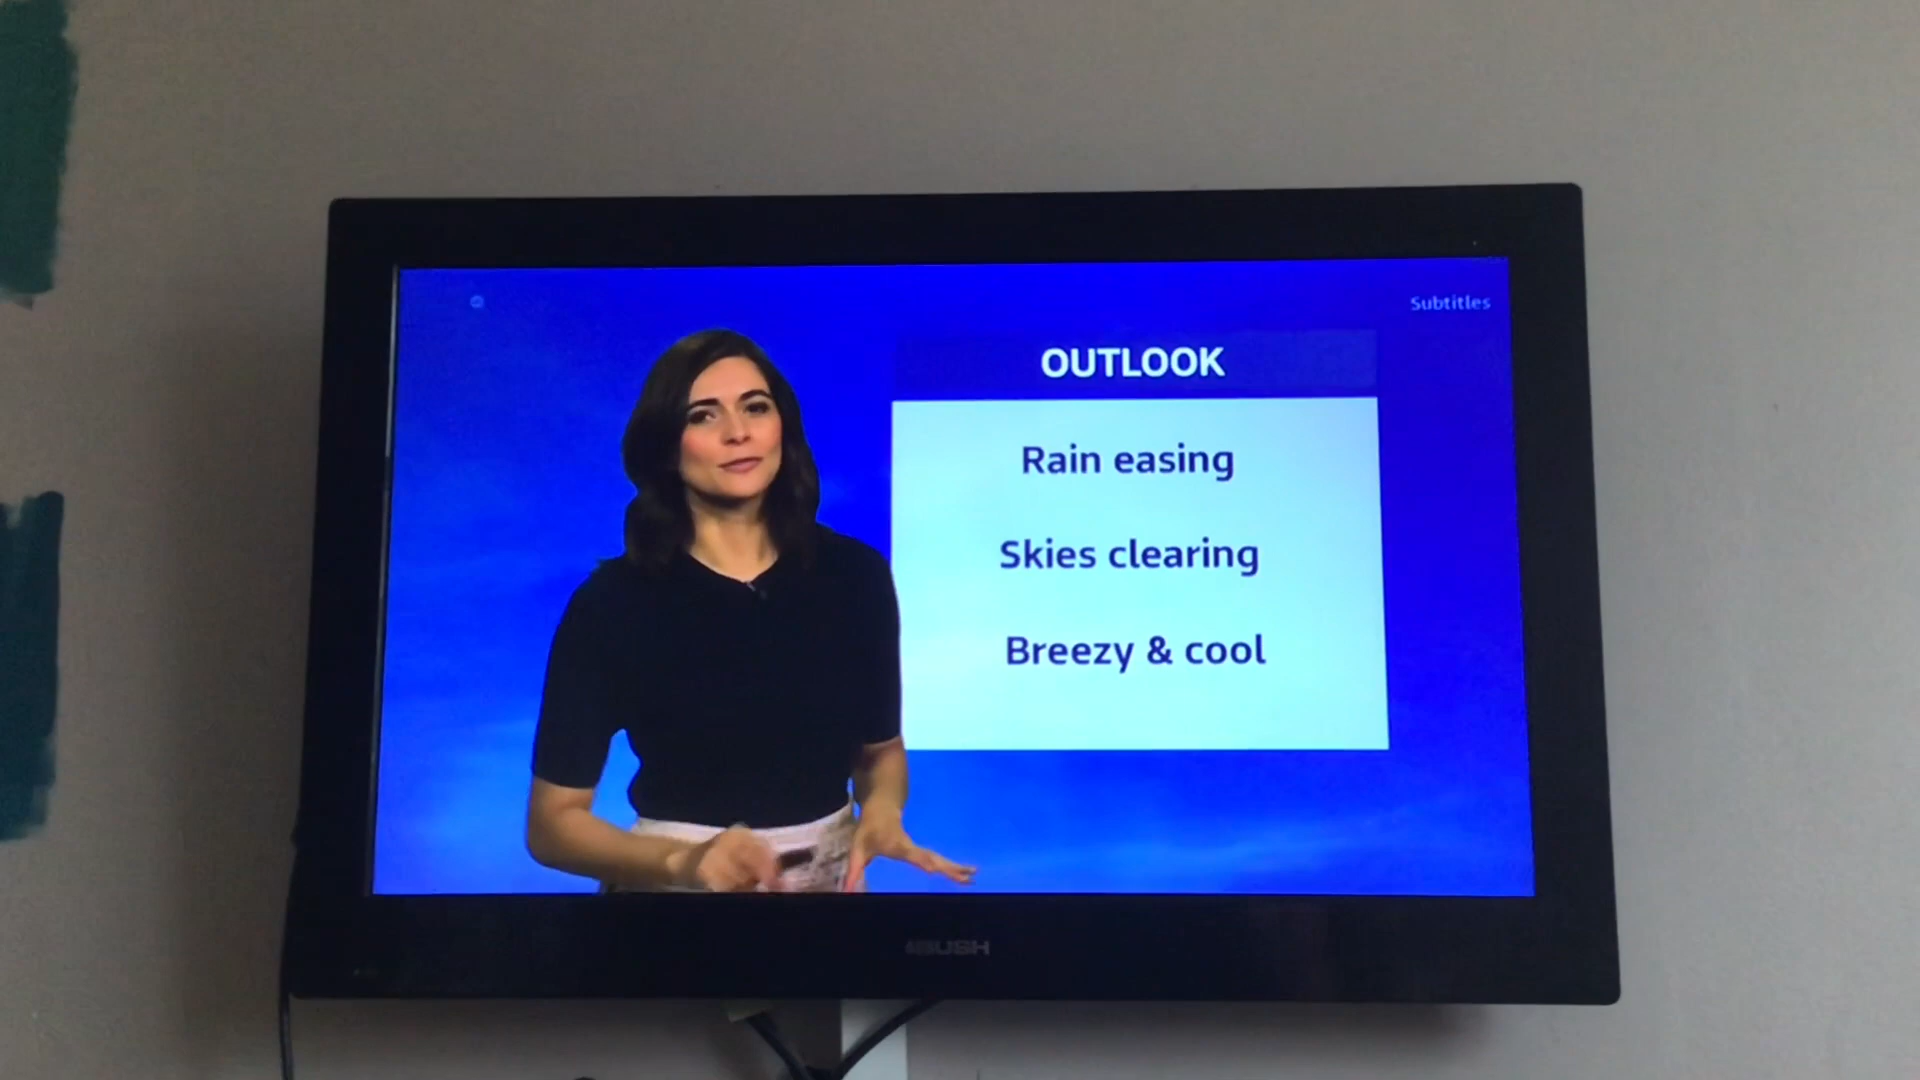 Subtitles
OUTLOOK
Rain easing
Skies clearing
Breezy & cool
BUSH